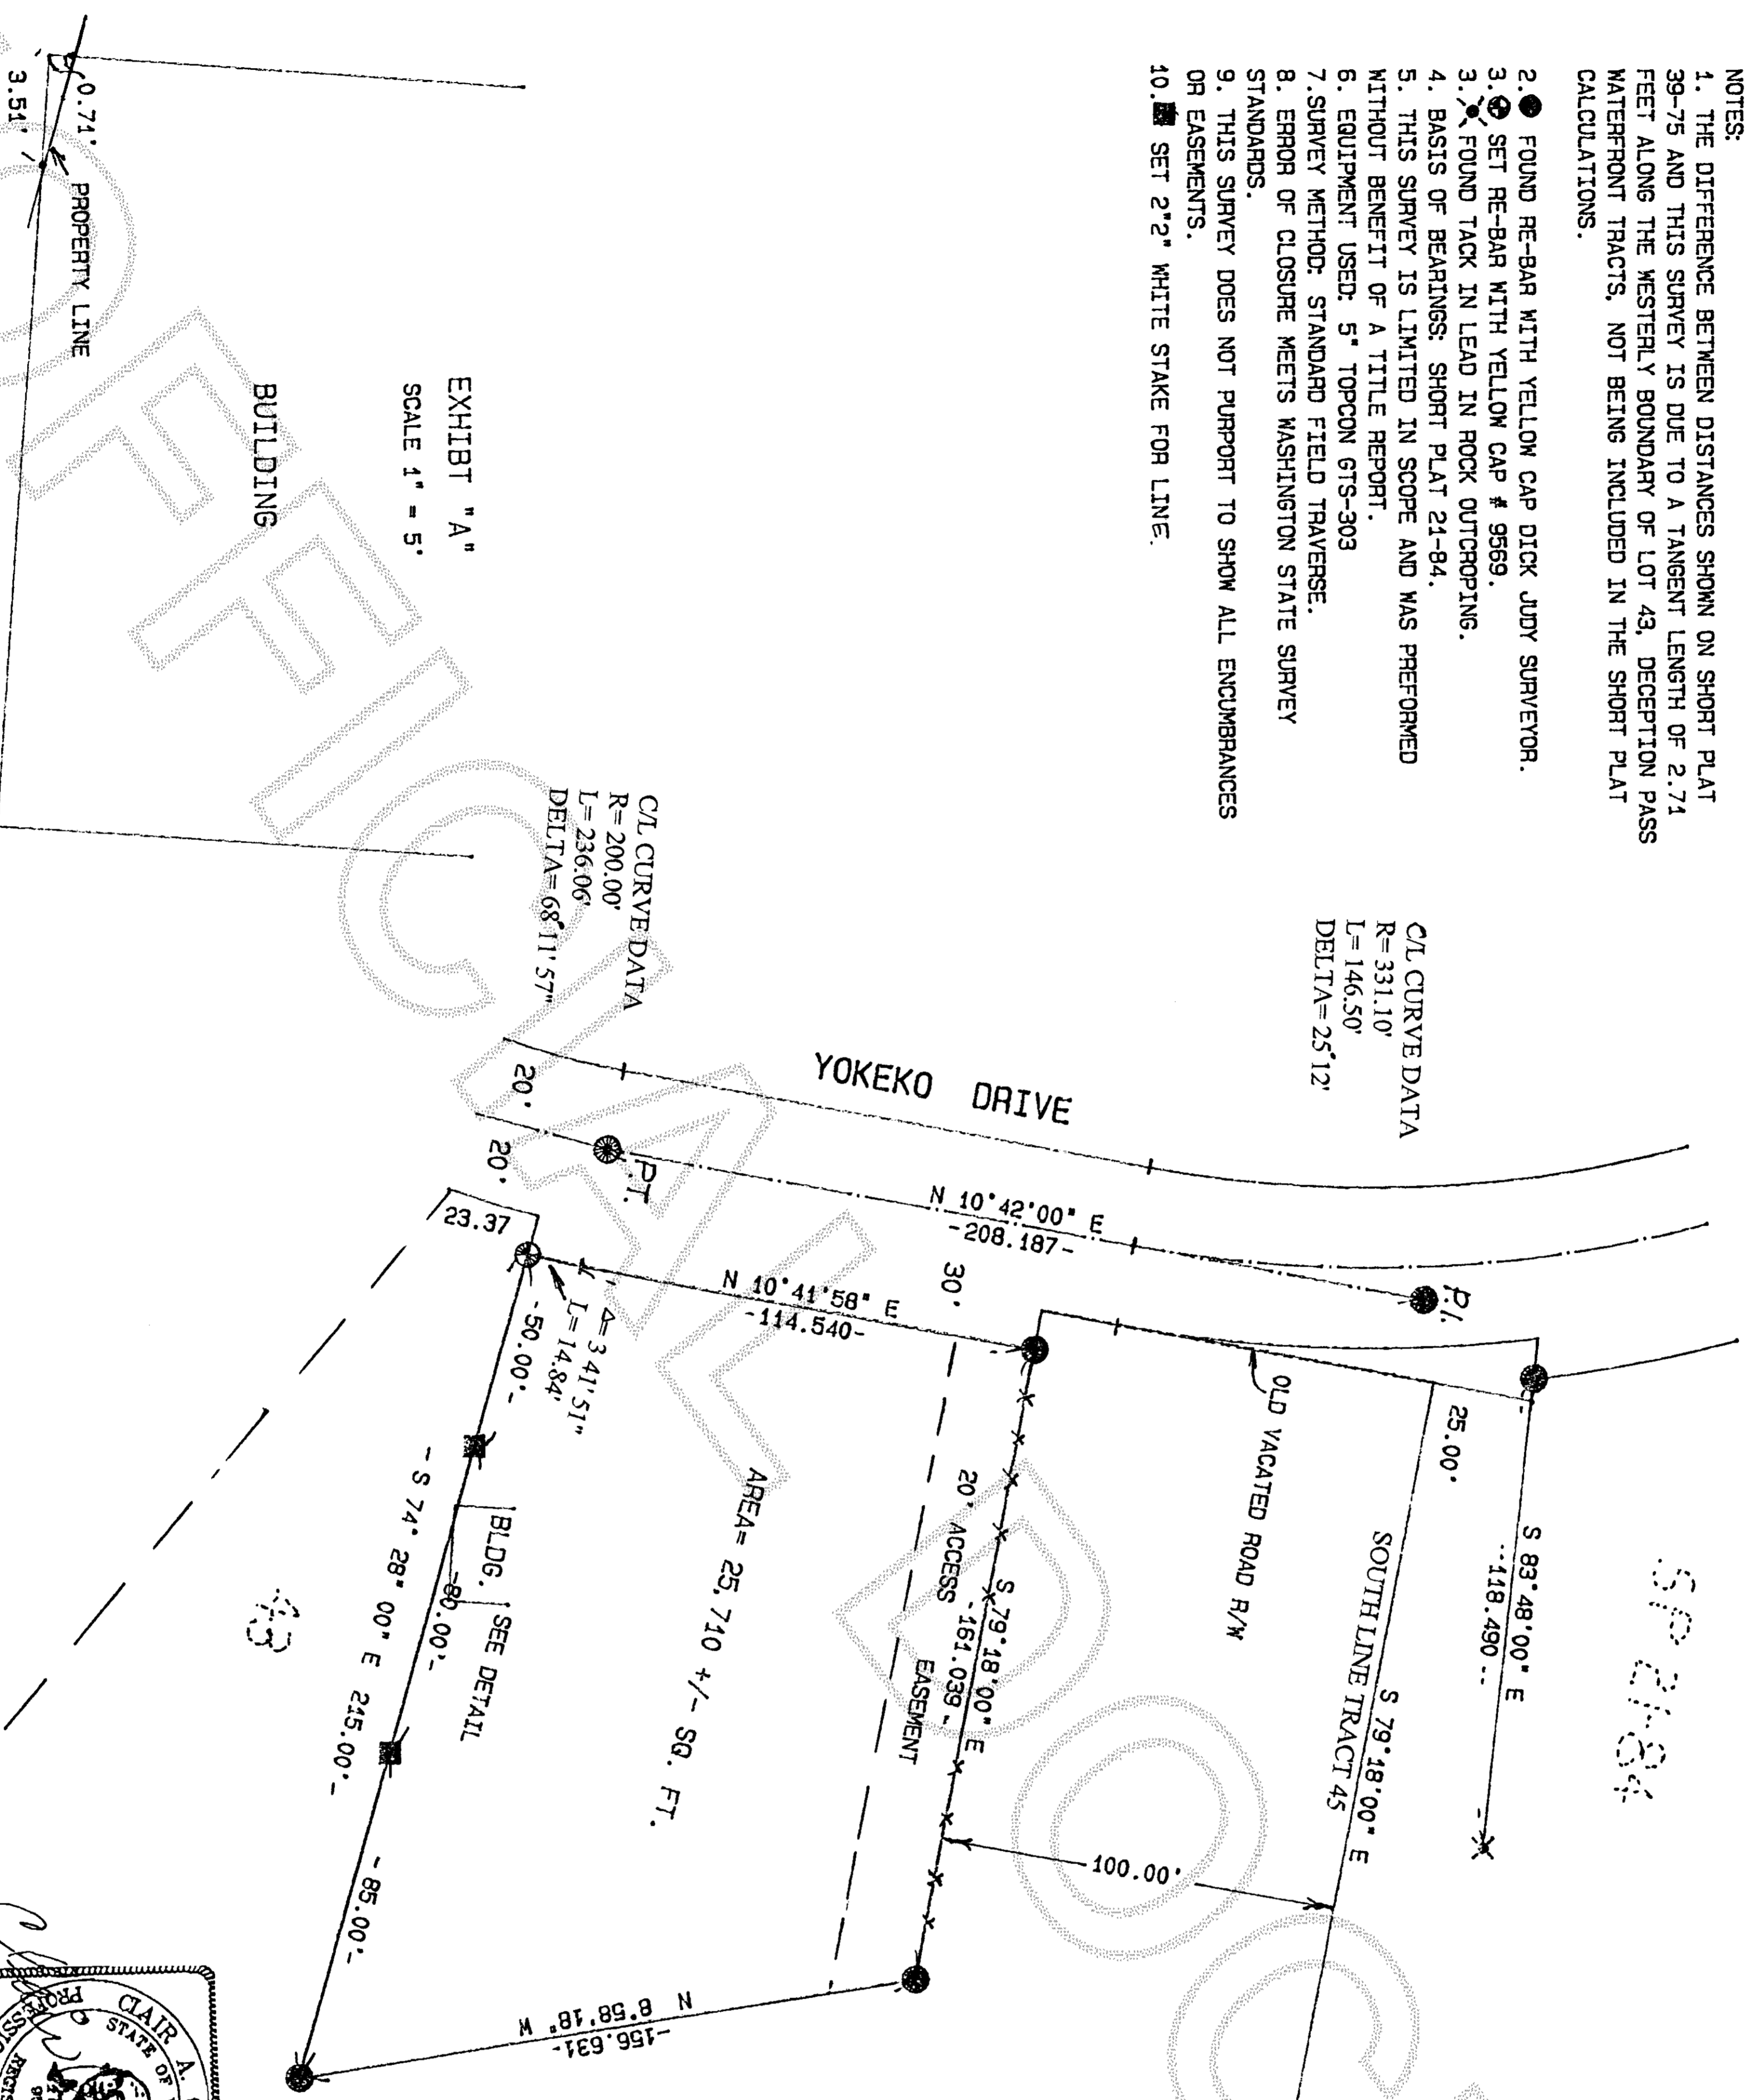 NOTES:
1. THE DIFFERENCE BETWEEN DISTANCES SHOWN ON SHORT PLAT
39-75 AND THIS SURVEY IS DUE TO A TANGENT LENGTH OF 2.71
FEET ALONG THE WESTERLY BOUNDARY OF LOT 43, DECEPTION PASS
WATERFRONT TRACTS, NOT BEING INCLUDED IN THE SHORT PLAT
CALCULATIONS.
2. FOUND RE-BAR WITH YELLOW CAP DICK JUDY SURVEYOR.
3. SET RE-BAR WITH YELLOW CAP # 9569.
3. FOUND TACK IN LEAD IN ROCK OUTCROPING.
4. BASIS OF BEARINGS: SHORT PLAT 21-84.
5. THIS SURVEY IS LIMITED IN SCOPE AND WAS PREFORMED
WITHOUT BENEFIT OF A TITLE REPORT.
6. EQUIPMENT USED: 5" TOPCON GTS-303
7.SURVEY METHOD: STANDARD FIELD TRAVERSE.
8. ERROR OF CLOSURE MEETS WASHINGTON STATE SURVEY
STANDARDS.
9. THIS SURVEY DOES NOT PURPORT TO SHOW ALL ENCUMBRANCES
OR EASEMENTS.
10. SET 2"2" WHITE STAKE FOR LINE.
EXHIBT "A"
SCALE 1" = 5'
BUILDING
0.71'
PROPERTY LINE
3.51'
C/L CURVE DATA
R=331.10'
L=146.50'
DELTA=25°12'
C/L CURVE DATA
R=200.00'
L=236.06'
DELTA=68°11'57"
YOKEKO DRIVE
20'
20'
P.T.
N 10°42'00" E
-208.187-
P.I.
23.37
N 10°41'58" E
-114.540-
30'
Δ=3 41' 51"
L=14.84'
-50.00'-
OLD VACATED ROAD R/W
25.00'
S 83°48'00" E
--118.490--
SP 21-84
SOUTH LINE TRACT 45
S 79°18'00" E
S 79°18'00" E
-161.039-
20' ACCESS EASEMENT
100.00'
AREA= 25,710 +/- SQ. FT.
BLDG. SEE DETAIL
-80.00'-
-S 74° 28" 00" E 215.00'-
-85.00'-
43
N 8°58'18" W
-156.631-
CLAIR A.
STATE OF
UNOFFICIAL DOC